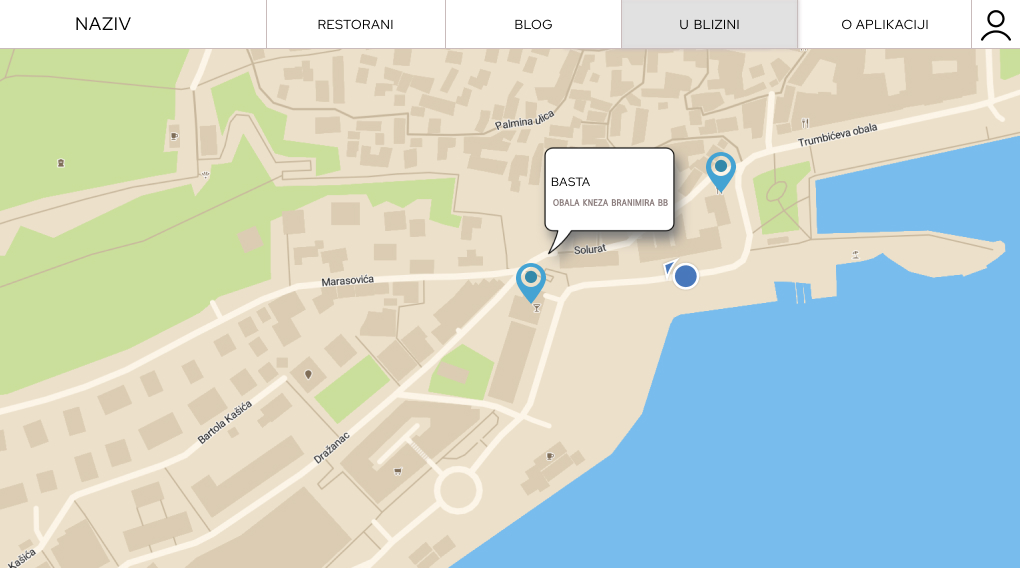 NAZIV
RESTORANI
BLOG
U BLIZINI
O APLIKACIJI
Palmina ulica
Trumbićeva obala
BASTA
OBALA KNEZA BRANIMIRA BB
Solurat
Marasovića
Bartola Kašića
Dražanac
Kašića